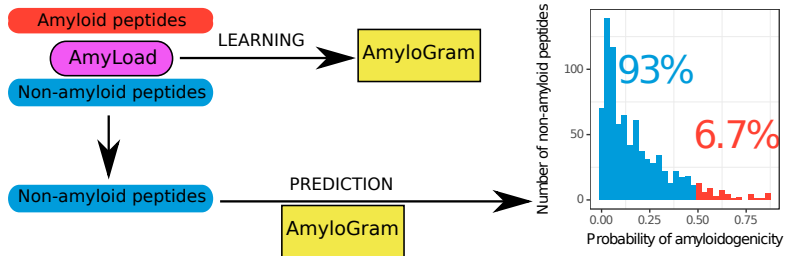 Amyloid peptides
AmyLoad
Non-amyloid peptides
LEARNING
AmyloGram
Non-amyloid peptides
PREDICTION
AmyloGram
Number of non-amyloid peptides
100
50
0
93%
6.7%
0.00 0.25 0.50 0.75
Probability of amyloidogenicity